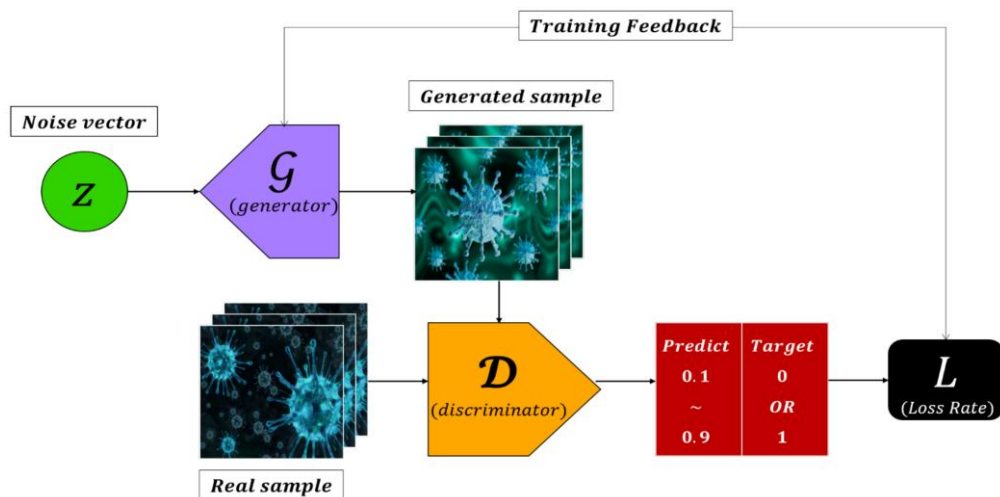 Training Feedback
Generated sample
Noise vector
z
G
(generator)
Predict Target
0.1 0
~ OR
0.9 1
D
(discriminator)
L
(Loss Rate)
Real sample